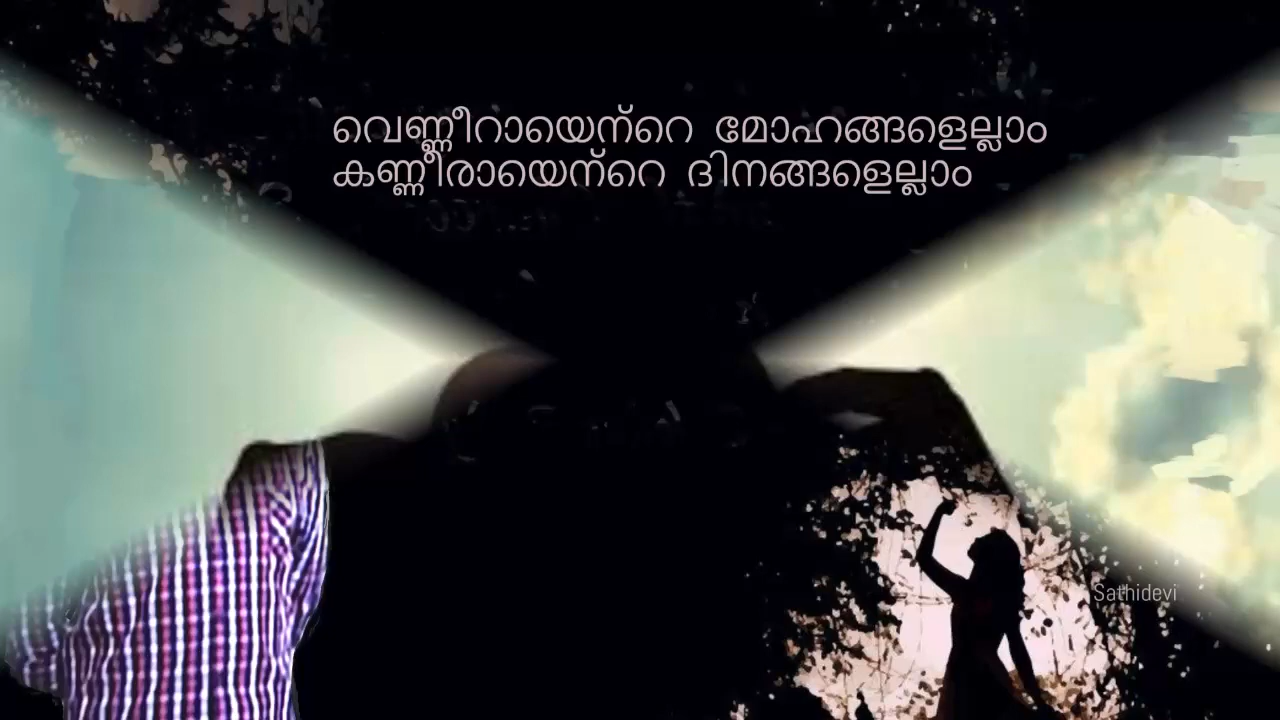 വെണ്ണീറായെന്റെ മോഹങ്ങളെല്ലാം
കണ്ണീരായെന്റെ ദിനങ്ങളെല്ലാം
Sathidevi